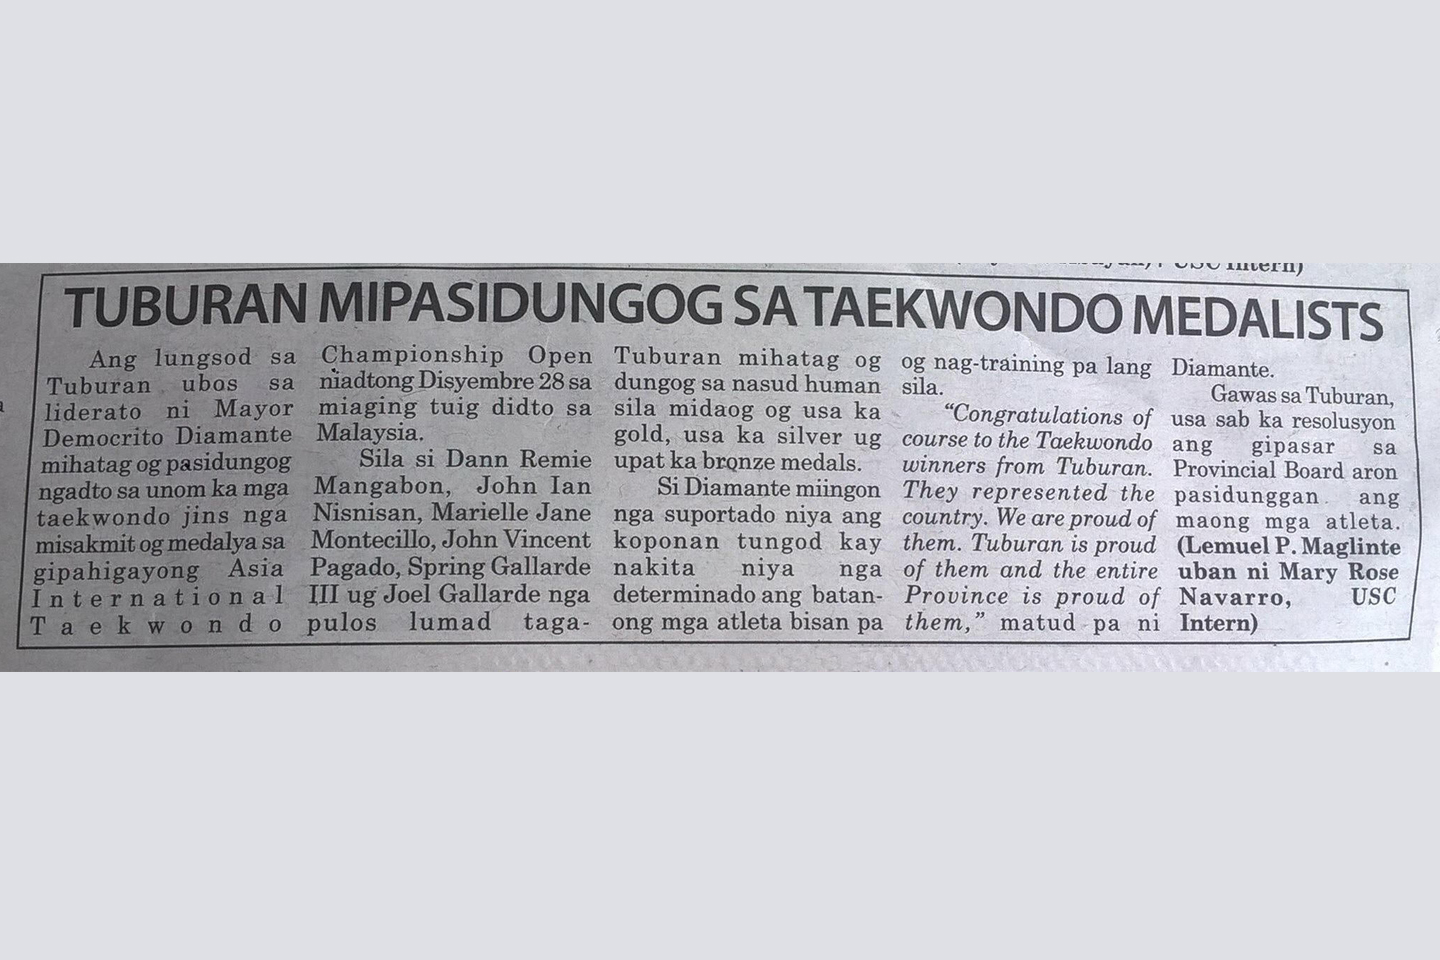 USC Intern)
TUBURAN MIPASIDUNGOG SA TAEKWONDO MEDALISTS
Ang lungsod sa
Tuburan ubos sa
liderato ni Mayor
Democrito Diamante
mihatag og pasidungog
ngadto sa unom ka mga
taekwondo jins nga
misakmit og medalya sa
gipahigayong Asia
International
Taekwondo
Championship Open
niadtong Disyembre 28 sa
miaging tuig didto sa
Malaysia.
Sila si Dann Remie
Mangabon, John Ian
Nisnisan, Marielle Jane
Montecillo, John Vincent
Pagado, Spring Gallarde
III ug Joel Gallarde nga
pulos lumad taga-
Tuburan mihatag og
dungog sa nasud human
sila midaog og usa ka
gold, usa ka silver ug
upat ka bronze medals.
Si Diamante miingon
nga suportado niya ang
koponan tungod kay
nakita niya nga
determinado ang batan-
ong mga atleta bisan pa
og nag-training pa lang
sila.
"Congratulations of
course to the Taekwondo
winners from Tuburan.
They represented the
country. We are proud of
them. Tuburan is proud
of them and the entire
Province is proud of
them," matud pa ni
Diamante.
Gawas sa Tuburan,
usa sab ka resolusyon
ang gipasar sa
Provincial Board aron
pasidunggan ang
maong mga atleta.
(Lemuel P. Maglinte
uban ni Mary Rose
Navarro, USC
Intern)